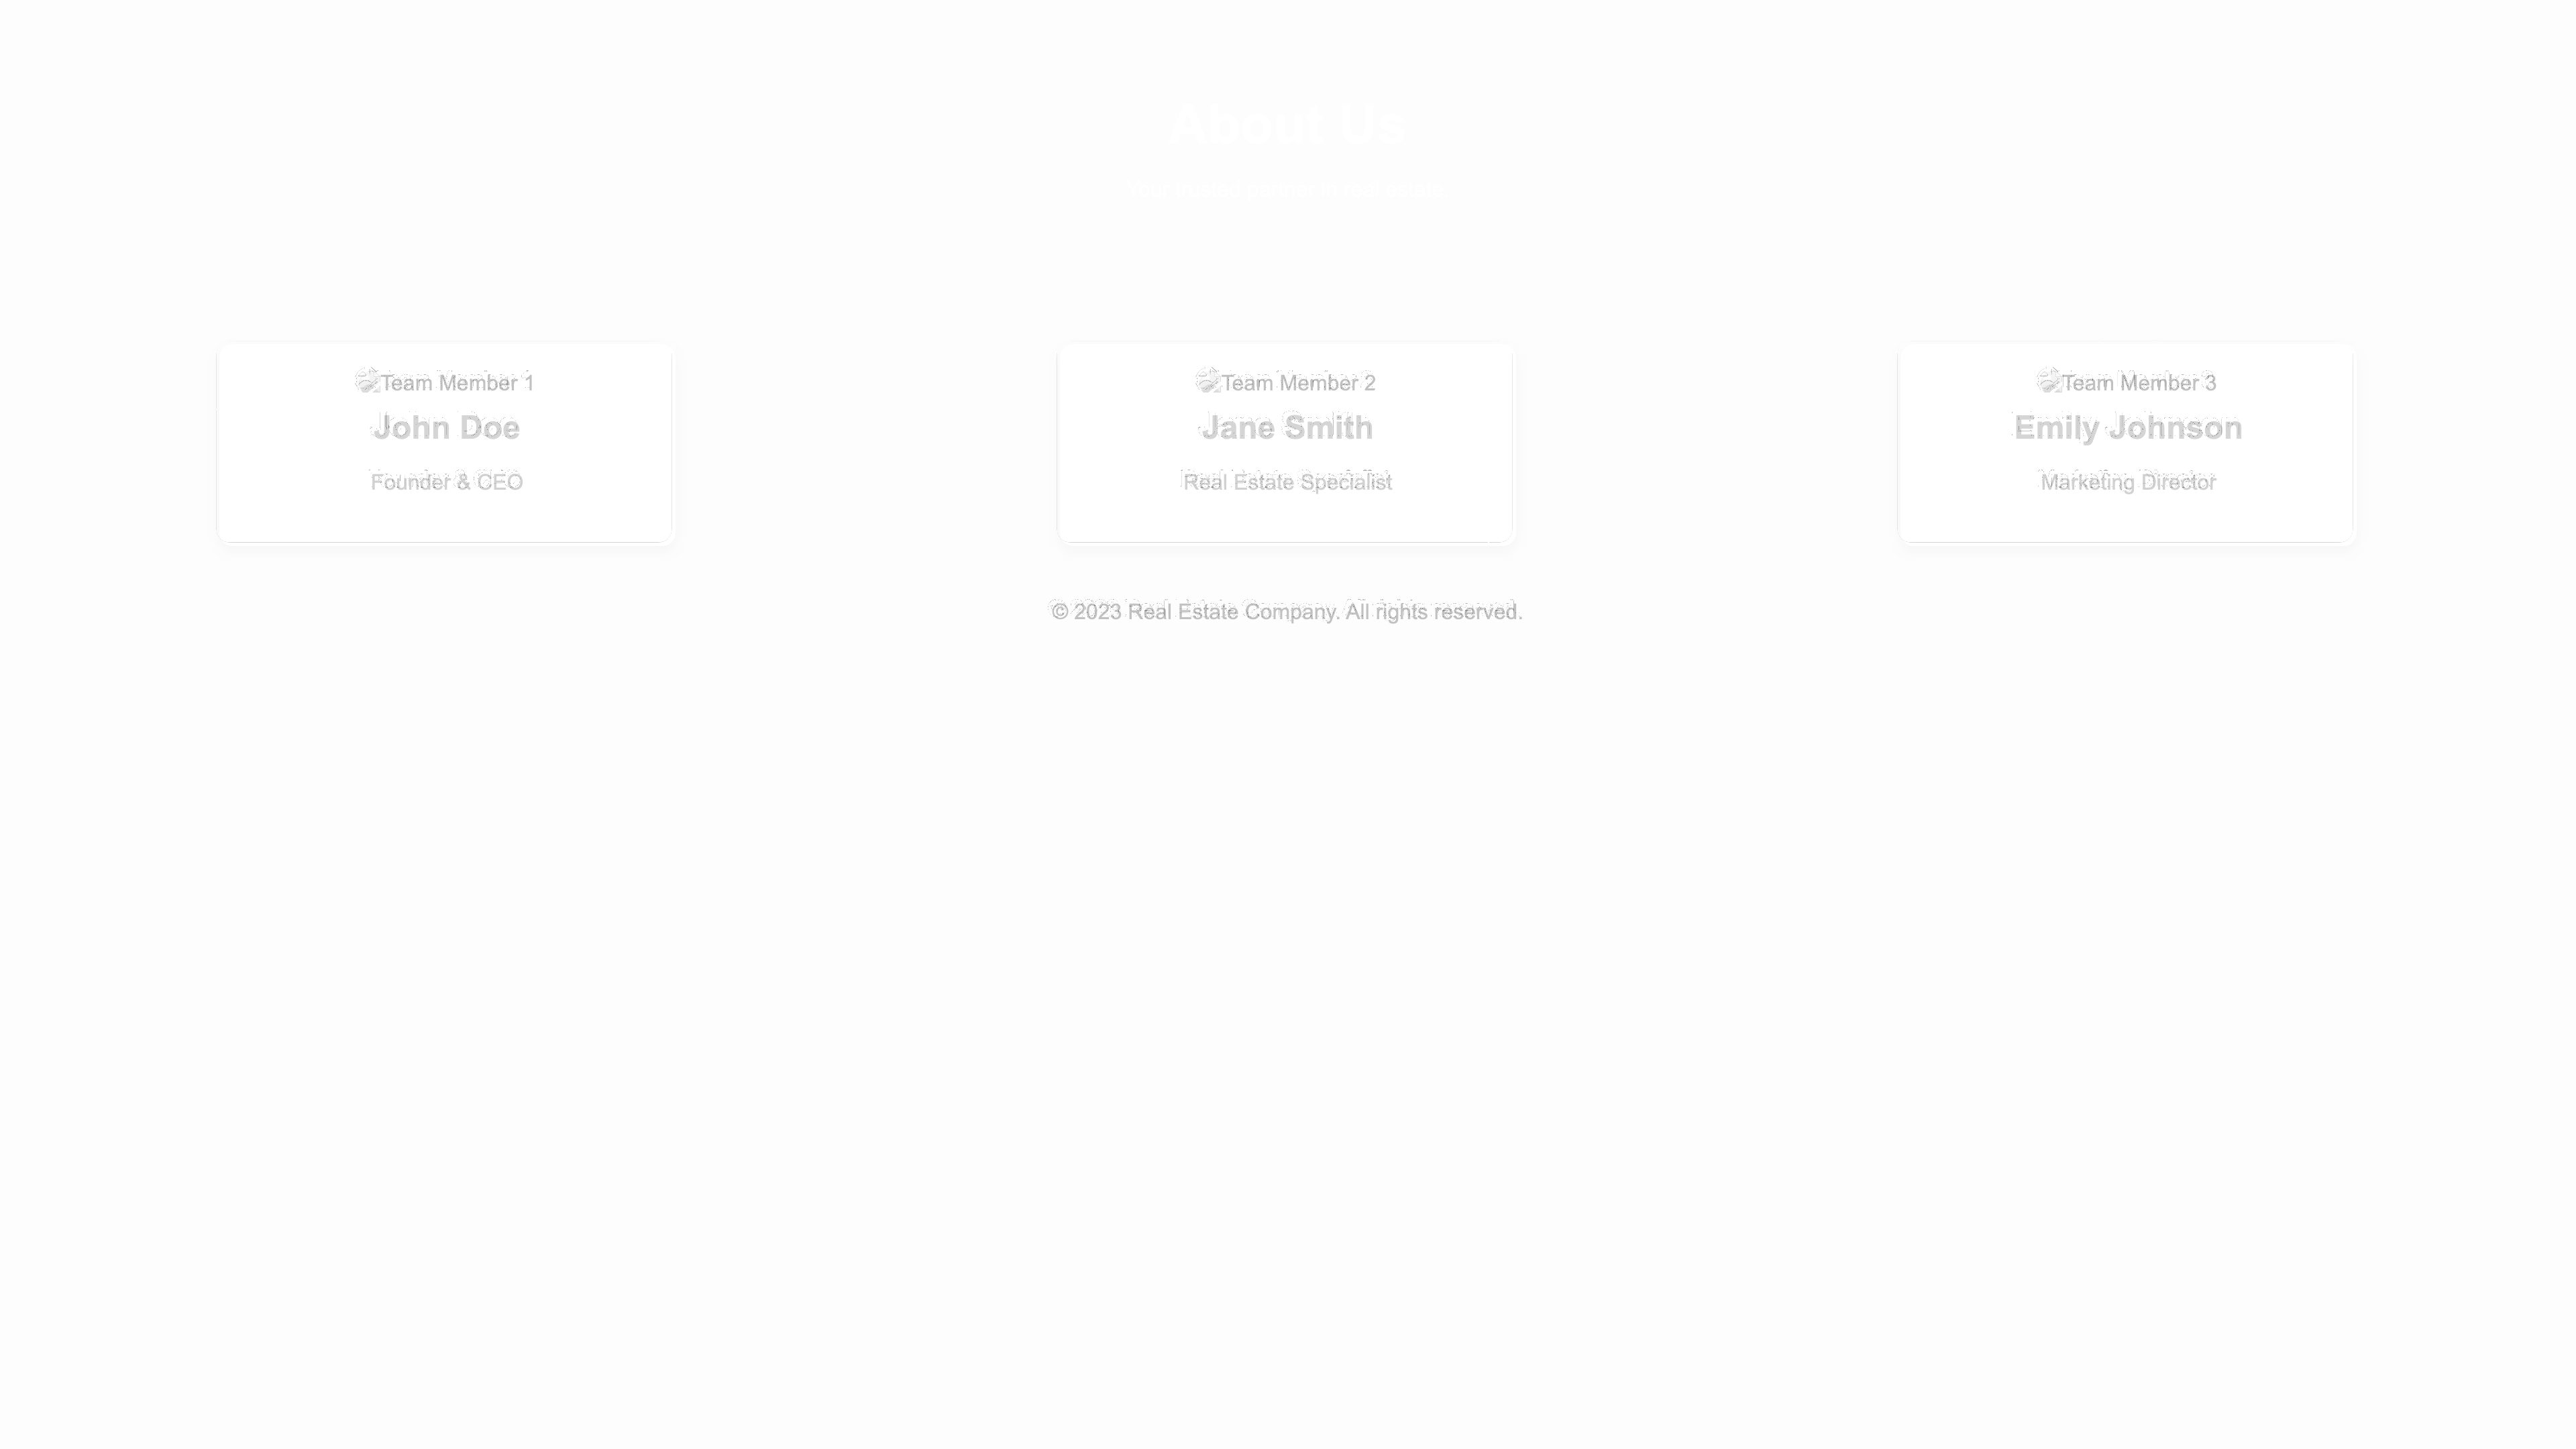 About Us
Team Member 1
John Doe
Founder & CEO
Team Member 2
Jane Smith
Real Estate Specialist
Team Member 3
Emily Johnson
Marketing Director
© 2023 Real Estate Company. All rights reserved.